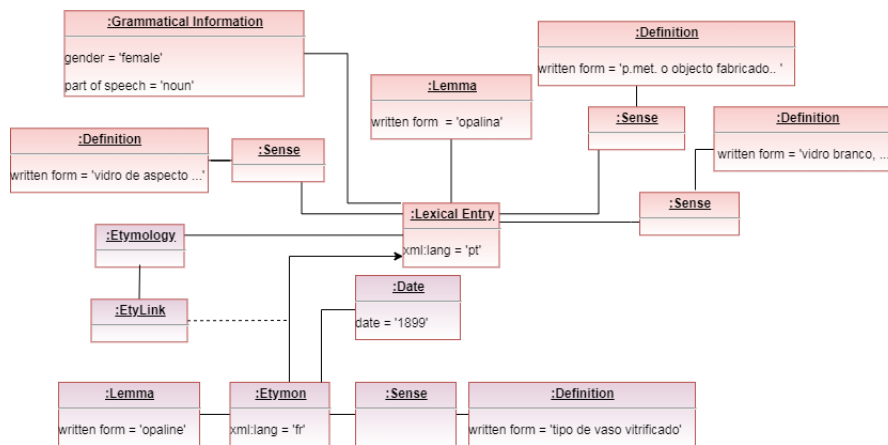 :Grammatical Information
gender = 'female'
part of speech = 'noun'
:Lemma
written form  = 'opalina'
:Definition
written form = 'p.met. o objecto fabricado.. '
:Sense
:Definition
written form = 'vidro branco, ...
:Definition
written form = 'vidro de aspecto ...'
:Sense
:Sense
:Lexical Entry
xml:lang = 'pt'
:Etymology
:EtyLink
:Date
date = '1899'
:Lemma
written form = 'opaline'
:Etymon
xml:lang = 'fr'
:Sense
:Definition
written form = 'tipo de vaso vitrificado'